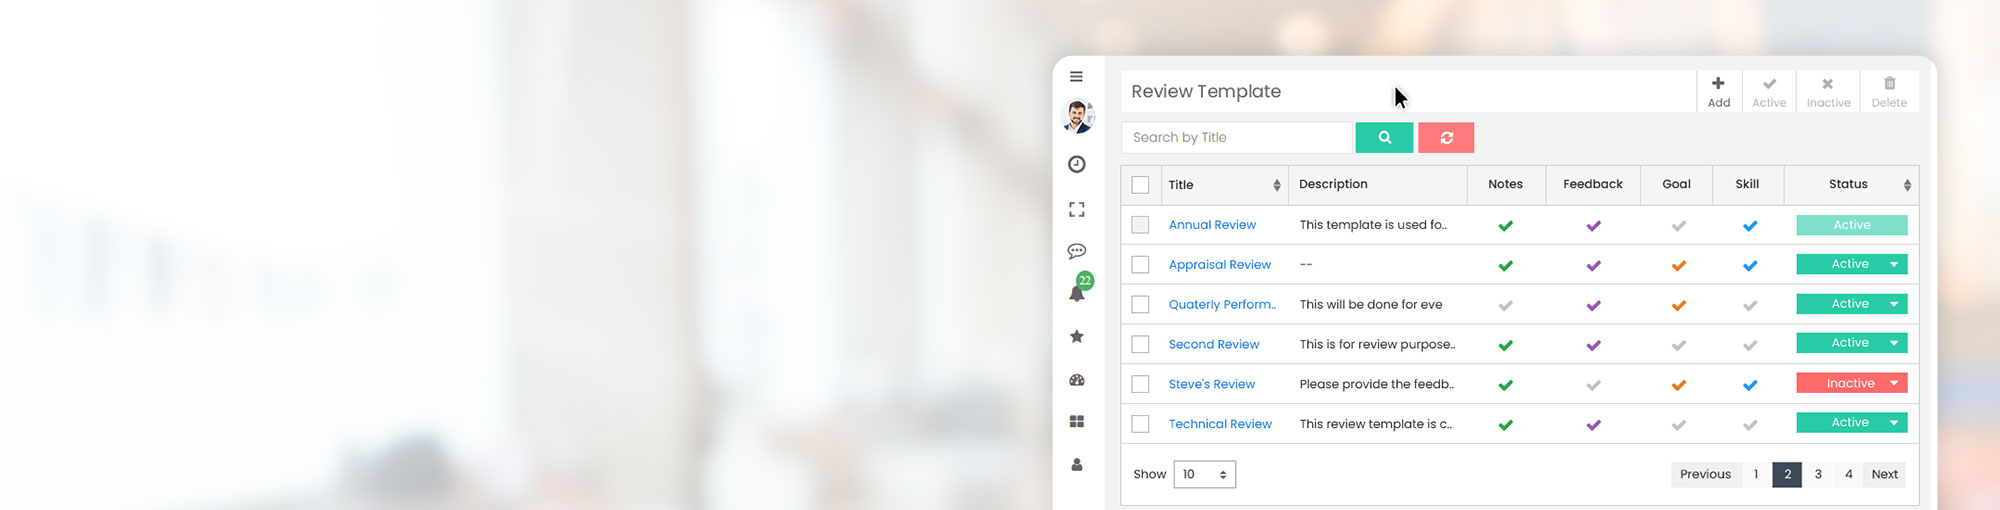 Review Template
Add Active Inactive Delete
Search by Title
Title Description Notes Feedback Goal Skill Status
Annual Review This template is used fo.. Active
22
Appraisal Review -- Active
Quaterly Perform.. This will be done for eve Active
Second Review This is for review purpose.. Active
Steve's Review Please provide the feedb.. Inactive
Technical Review This review template is c.. Active
Show 10 Previous 1 2 3 4 Next